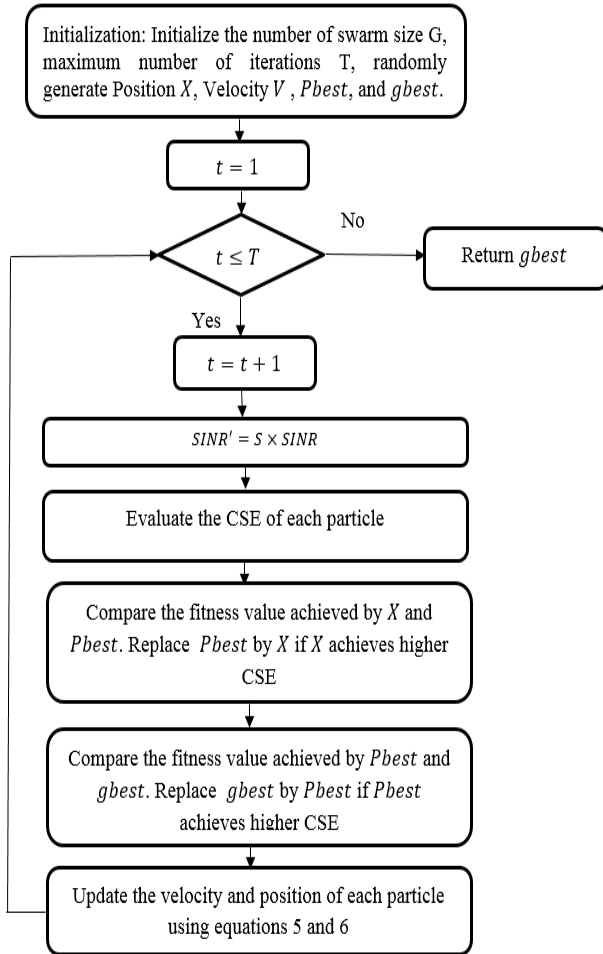 Initialization: Initialize the number of swarm size G,
maximum number of iterations T, randomly
generate Position X, Velocity V , Pbest, and gbest.
t = 1
No
t ≤ T
Return gbest
Yes
t = t + 1
SINR′ = S × SINR
Evaluate the CSE of each particle
Compare the fitness value achieved by X and
Pbest. Replace Pbest by X if X achieves higher
CSE
Compare the fitness value achieved by Pbest and
gbest. Replace gbest by Pbest if Pbest
achieves higher CSE
Update the velocity and position of each particle
using equations 5 and 6